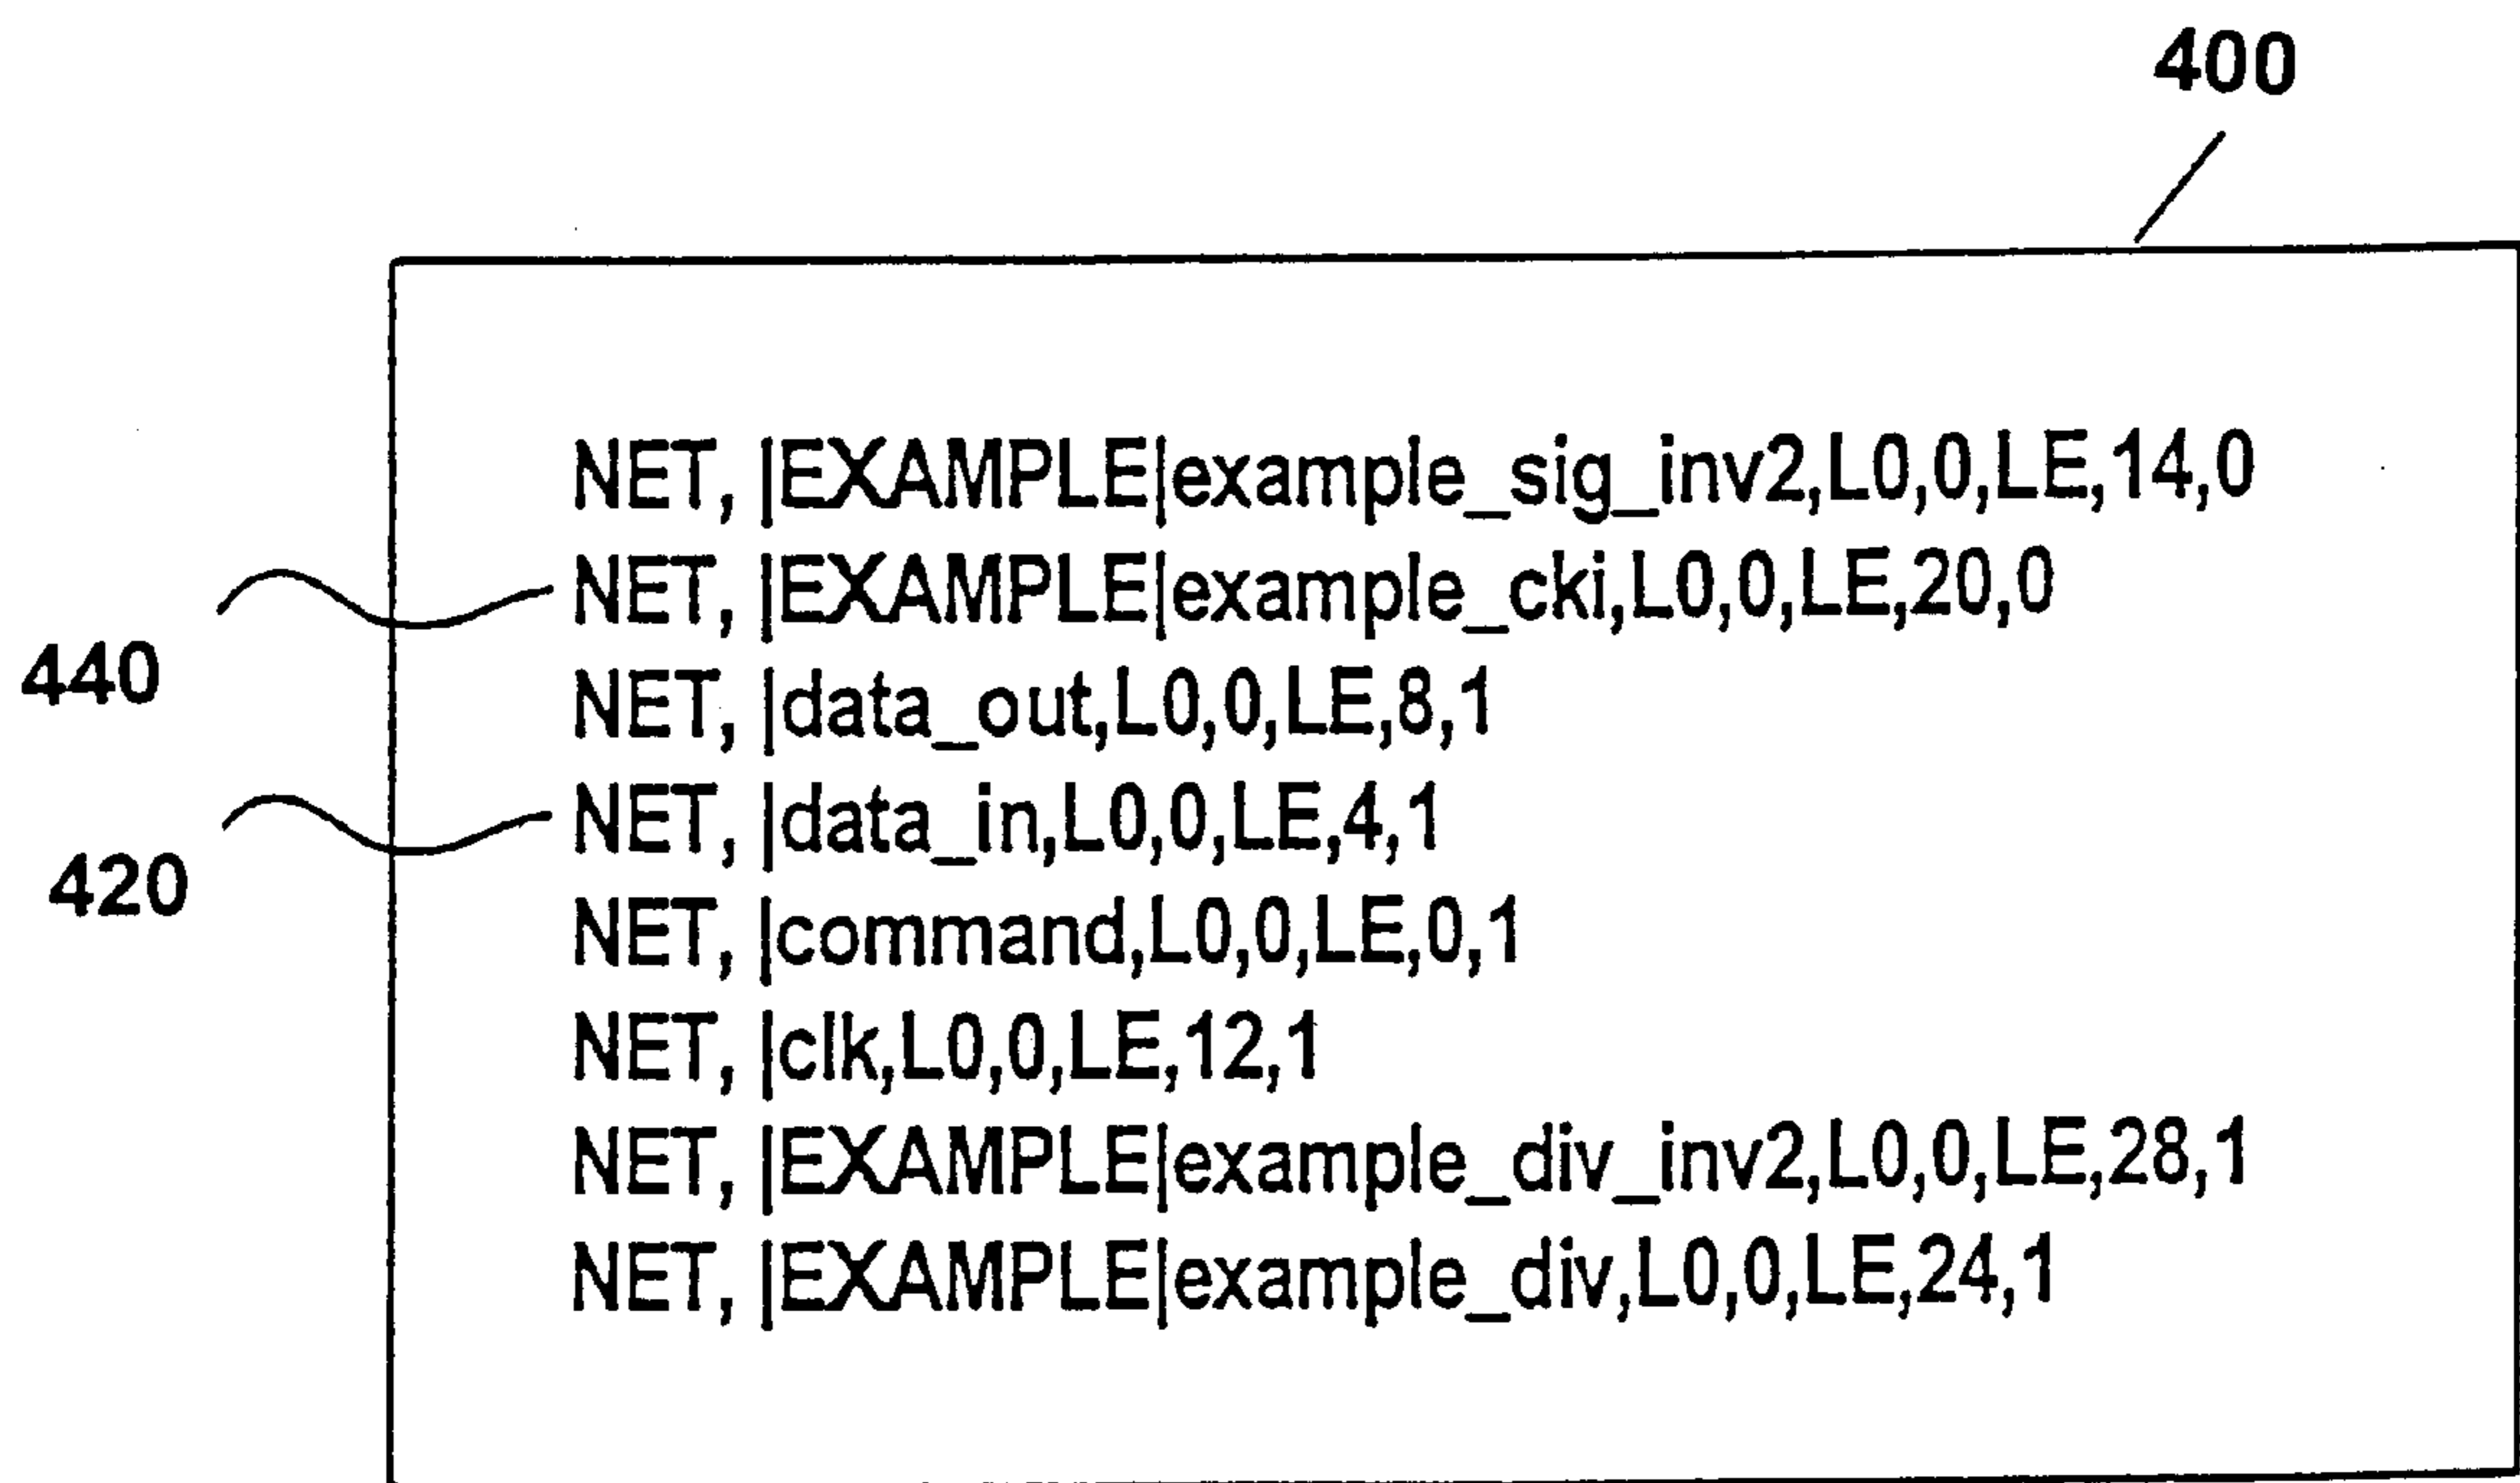 400
NET, |EXAMPLE|example_sig_inv2,L0,0,LE,14,0
NET, |EXAMPLE|example_cki,L0,0,LE,20,0
440
NET, |data_out,L0,0,LE,8,1
NET, |data_in,L0,0,LE,4,1
420
NET, |command,L0,0,LE,0,1
NET, |clk,L0,0,LE,12,1
NET, |EXAMPLE|example_div_inv2,L0,0,LE,28,1
NET, |EXAMPLE|example_div,L0,0,LE,24,1